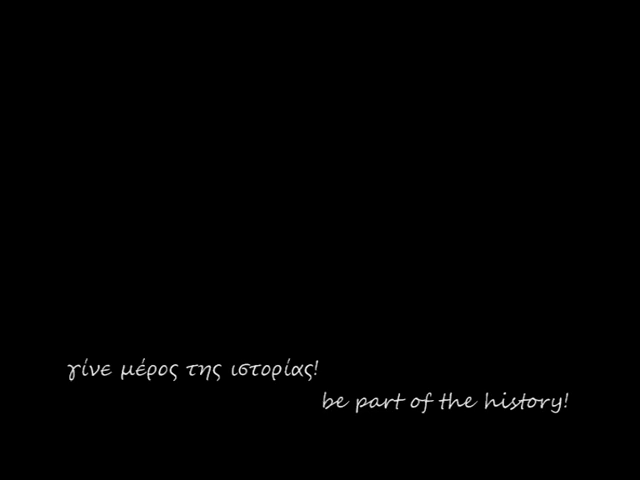 γίνε μέρος της ιστορίας!
be part of the history!